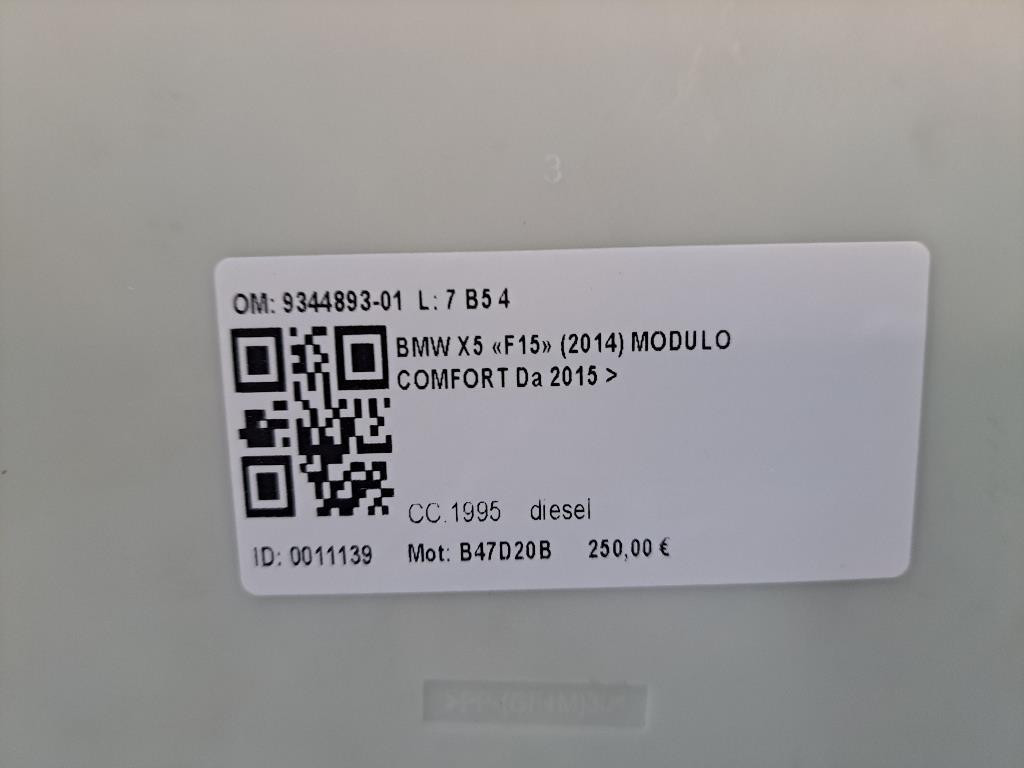 3
OM: 9344893-01 L: 7 B5 4
BMW X5 «F15» (2014) MODULO
COMFORT Da 2015 >
CC.1995 diesel
ID: 0011139 Mot: B47D20B 250,00 €